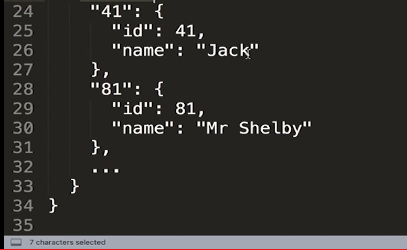 24 "41": {
25 "id": 41,
26 "name": "Jack"
27 },
28 "81": {
29 "id": 81,
30 "name": "Mr Shelby"
31 },
32 ...
33 }
34 }
35
7 characters selected